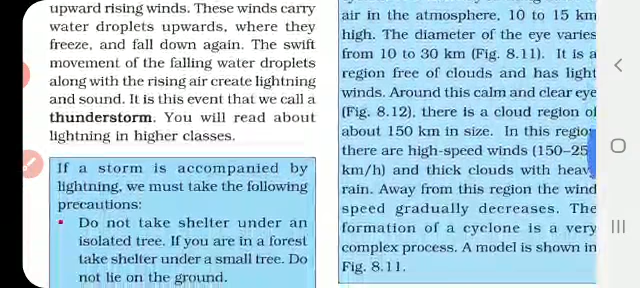 upward rising winds. These winds carry
water droplets upwards, where they
freeze, and fall down again. The swift
movement of the falling water droplets
along with the rising air create lightning
and sound. It is this event that we call a
thunderstorm. You will read about
lightning in higher classes.
If a storm is accompanied by
lightning, we must take the following
precautions:
▪ Do not take shelter under an
isolated tree. If you are in a forest
take shelter under a small tree. Do
not lie on the ground.
air in the atmosphere, 10 to 15 km
high. The diameter of the eye varies
from 10 to 30 km (Fig. 8.11). It is a
region free of clouds and has light
winds. Around this calm and clear eye
(Fig. 8.12), there is a cloud region of
about 150 km in size. In this region
there are high-speed winds (150–25
km/h) and thick clouds with heavy
rain. Away from this region the wind
speed gradually decreases. The
formation of a cyclone is a very
complex process. A model is shown in
Fig. 8.11.